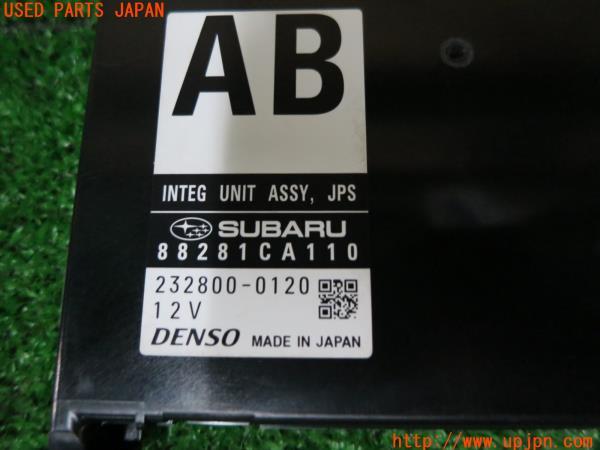 USED PARTS JAPAN
AB
INTEG UNIT ASSY, JPS
SUBARU
88281CA110
232800-0120
12V
DENSO MADE IN JAPAN
http://www.upjpn.com